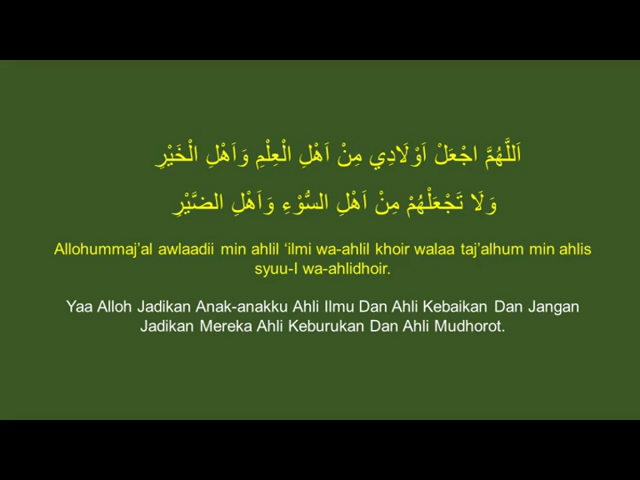 اَللَّهُمَّ اجْعَلْ اَوْلَادِي مِنْ اَهْلِ الْعِلْمِ وَاَهْلِ الْخَيْرِ
وَلَا تَجْعَلْهُمْ مِنْ اَهْلِ السُّوْءِ وَاَهْلِ الضَّيْرِ
Allohummaj’al awlaadii min ahlil ‘ilmi wa-ahlil khoir walaa taj’alhum min ahlis
syuu-I wa-ahlidhoir.
Yaa Alloh Jadikan Anak-anakku Ahli Ilmu Dan Ahli Kebaikan Dan Jangan
Jadikan Mereka Ahli Keburukan Dan Ahli Mudhorot.